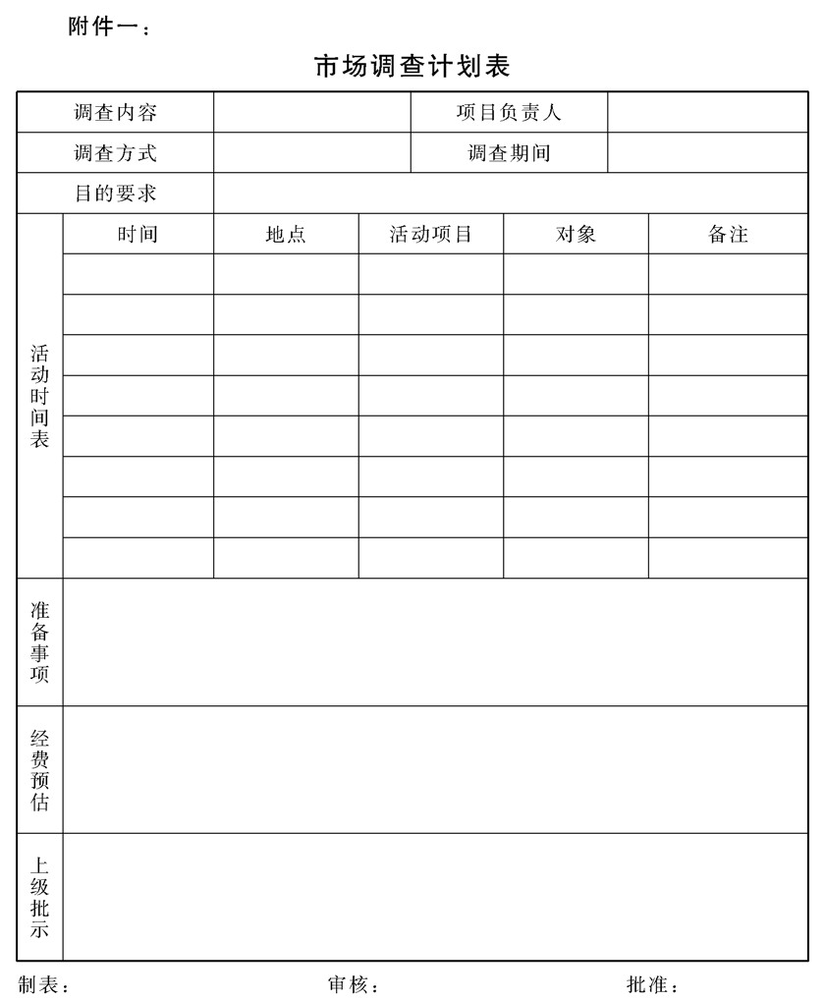 附件一：
市场调查计划表
调查内容 项目负责人
调查方式 调查期间
目的要求
时间 地点 活动项目 对象 备注
活动时间表
准备事项
经费预估
上级批示
制表： 审核： 批准：